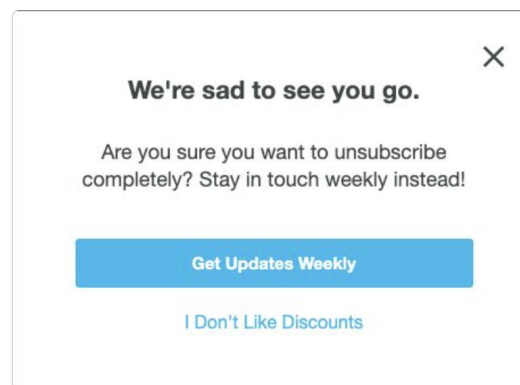 We're sad to see you go.
Are you sure you want to unsubscribe
completely? Stay in touch weekly instead!
Get Updates Weekly
I Don't Like Discounts